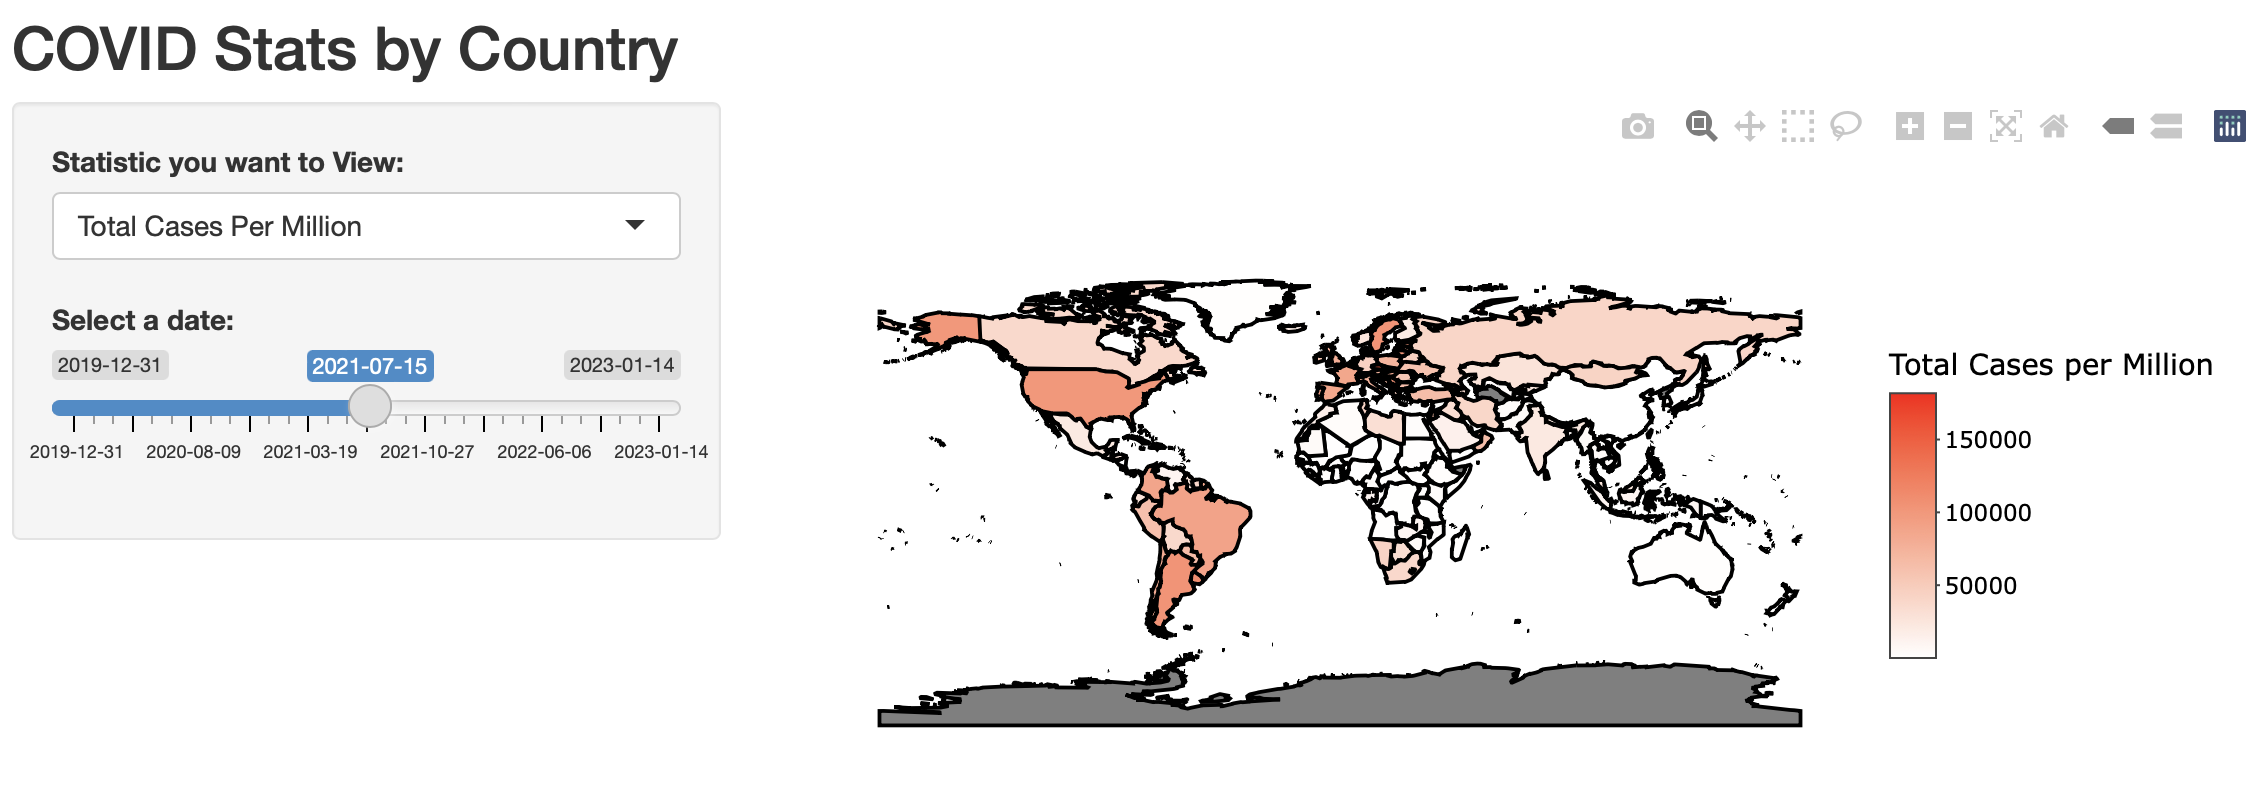 COVID Stats by Country
Statistic you want to View:
Total Cases Per Million
Select a date:
2019-12-31 2021-07-15 2023-01-14
2019-12-31 2020-08-09 2021-03-19 2021-10-27 2022-06-06 2023-01-14
Total Cases per Million
150000
100000
50000